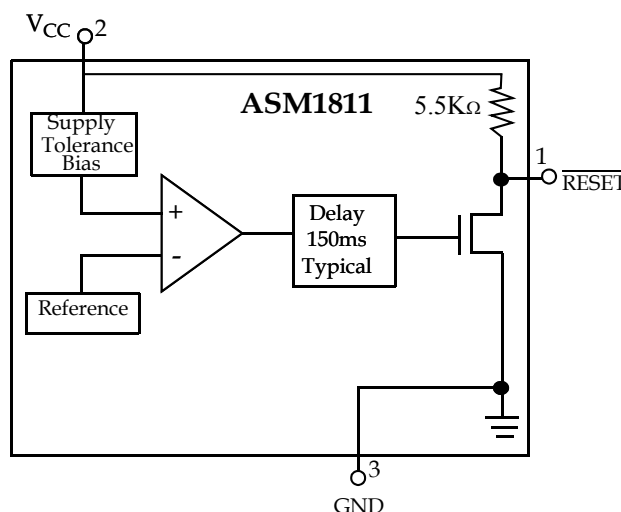 VCC 2
ASM1811
5.5KΩ
Supply
Tolerance
Bias
1
RESET
+
Delay
150ms
Typical
-
Reference
3
GND